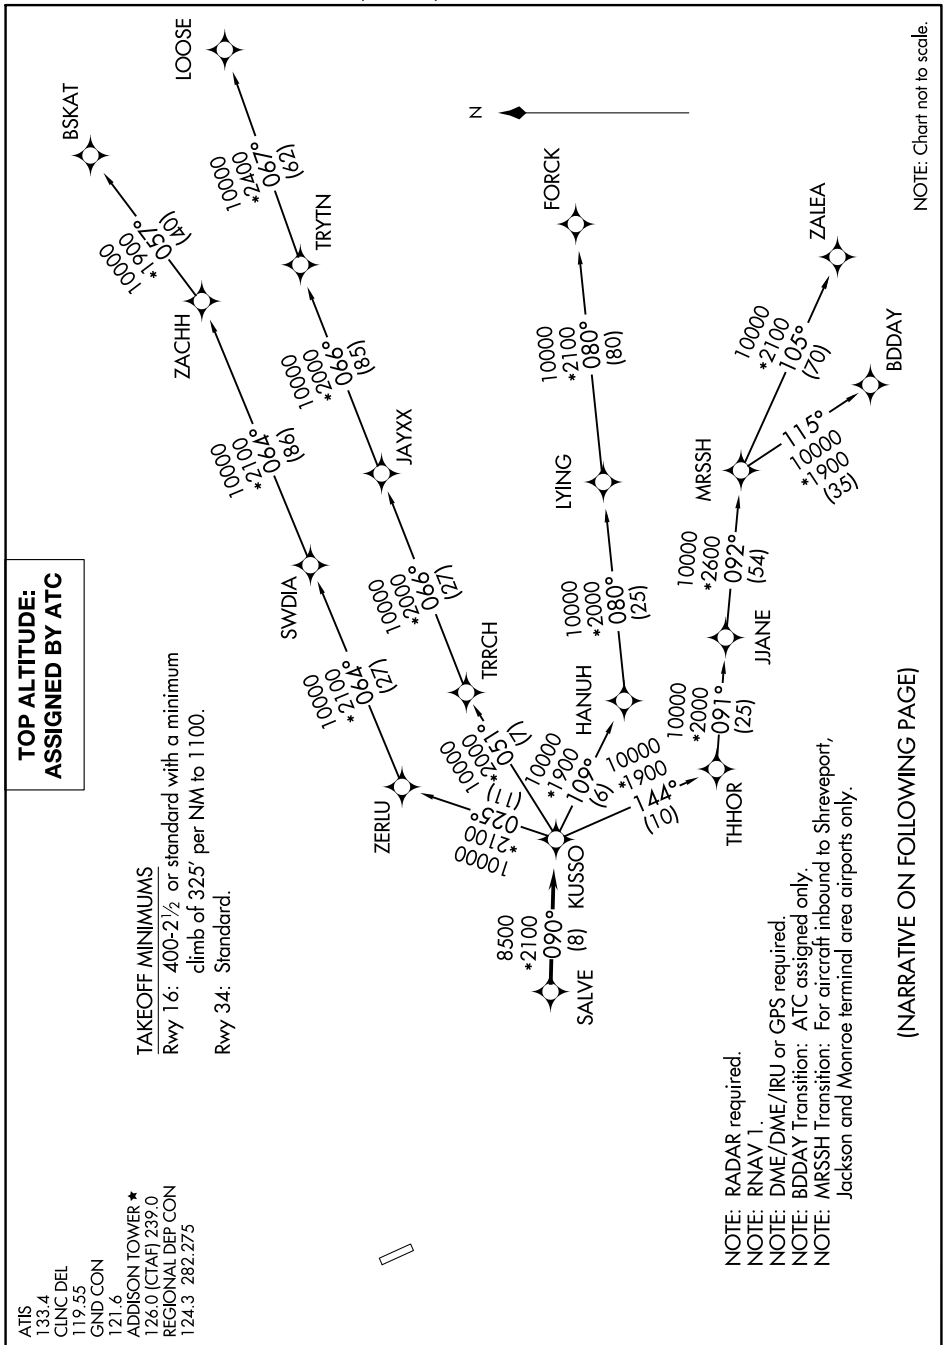 ATIS
133.4
CLNC DEL
119.55
GND CON
121.6
ADDISON TOWER ★
126.0 (CTAF) 239.0
REGIONAL DEP CON
124.3 282.275
TOP ALTITUDE:
ASSIGNED BY ATC
TAKEOFF MINIMUMS
Rwy 16: 400-2½ or standard with a minimum
climb of 325' per NM to 1100.
Rwy 34: Standard.
BSKAT
10000
*1900
057°
(40)
ZACHH
10000
*2100
064°
(86)
SWDIA
10000
*2100
064°
(27)
ZERLU
10000
*2100
025°
(11)
LOOSE
10000
*2400
067°
(62)
TRYTN
10000
*2000
066°
(85)
JAYXX
10000
*2000
066°
(27)
TRRCH
10000
*2000
051°
(7)
N
FORCK
10000
*2100
080°
(80)
LYING
10000
*2000
080°
(25)
HANUH
10000
*1900
109°
(6)
SALVE
8500
*2100
090°
(8)
KUSSO
10000
*1900
144°
(10)
THHOR
10000
*2000
091°
(25)
JJANE
10000
*2600
092°
(54)
MRSSH
10000
*2100
105°
(70)
ZALEA
115°
10000
*1900
(35)
BDDAY
NOTE: RADAR required.
NOTE: RNAV 1.
NOTE: DME/DME/IRU or GPS required.
NOTE: BDDAY Transition: ATC assigned only.
NOTE: MRSSH Transition: For aircraft inbound to Shreveport,
Jackson and Monroe terminal area airports only.
(NARRATIVE ON FOLLOWING PAGE)
NOTE: Chart not to scale.